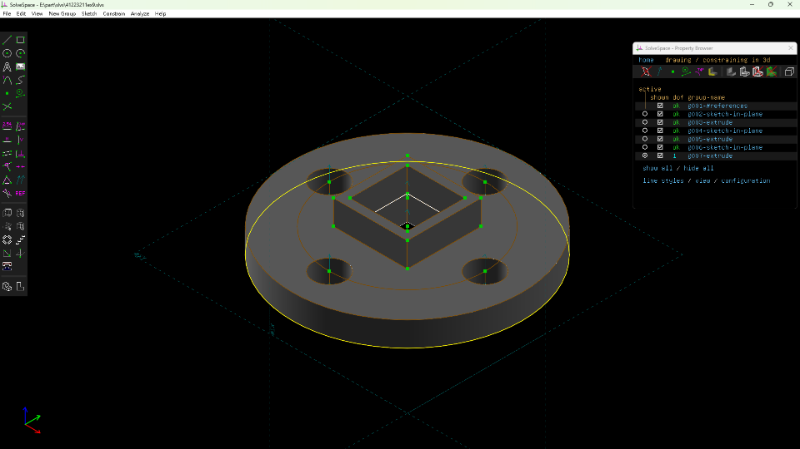 SolveSpace - E:\part\slvs\41223213ex9.slvs
File Edit View New Group Sketch Constrain Analyze Help
SolveSpace - Property Browser
home drawing / constraining in 3d
active
shown dof group-name
ok g001-#references
ok g002-sketch-in-plane
ok g003-extrude
ok g004-sketch-in-plane
ok g005-extrude
ok g006-sketch-in-plane
1 g007-extrude
show all / hide all
line styles / view / configuration
REF